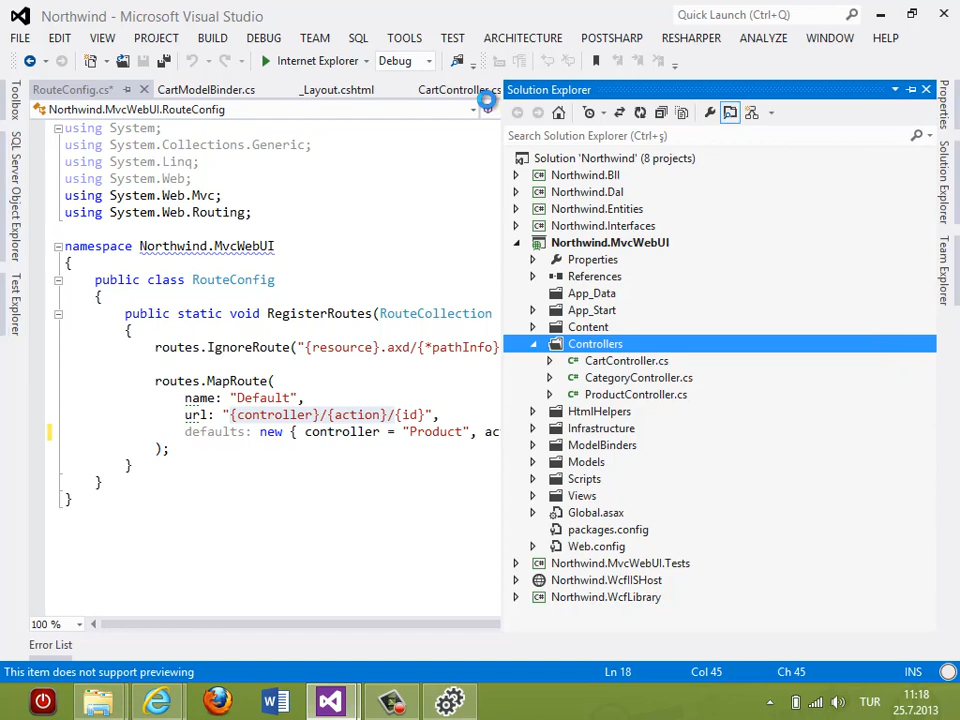 Northwind - Microsoft Visual Studio
Quick Launch (Ctrl+Q)
FILE EDIT VIEW PROJECT BUILD DEBUG TEAM SQL TOOLS TEST ARCHITECTURE POSTSHARP RESHARPER ANALYZE WINDOW HELP
Internet Explorer Debug
RouteConfig.cs* CartModelBinder.cs _Layout.cshtml CartController.cs
Northwind.MvcWebUI.RouteConfig
using System;
using System.Collections.Generic;
using System.Linq;
using System.Web;
using System.Web.Mvc;
using System.Web.Routing;
namespace Northwind.MvcWebUI
{
public class RouteConfig
{
public static void RegisterRoutes(RouteCollection
{
routes.IgnoreRoute("{resource}.axd/{*pathInfo}
routes.MapRoute(
name: "Default",
url: "{controller}/{action}/{id}",
defaults: new { controller = "Product", ac
);
}
}
}
100 %
Error List
Toolbox
SQL Server Object Explorer
Test Explorer
Solution Explorer
Search Solution Explorer (Ctrl+ş)
Solution 'Northwind' (8 projects)
Northwind.Bll
Northwind.Dal
Northwind.Entities
Northwind.Interfaces
Northwind.MvcWebUI
Properties
References
App_Data
App_Start
Content
Controllers
CartController.cs
CategoryController.cs
ProductController.cs
HtmlHelpers
Infrastructure
ModelBinders
Models
Scripts
Views
Global.asax
packages.config
Web.config
Northwind.MvcWebUI.Tests
Northwind.WcfIISHost
Northwind.WcfLibrary
Properties
Solution Explorer
Team Explorer
This item does not support previewing
Ln 18 Col 45 Ch 45 INS
TUR
11:18
25.7.2013